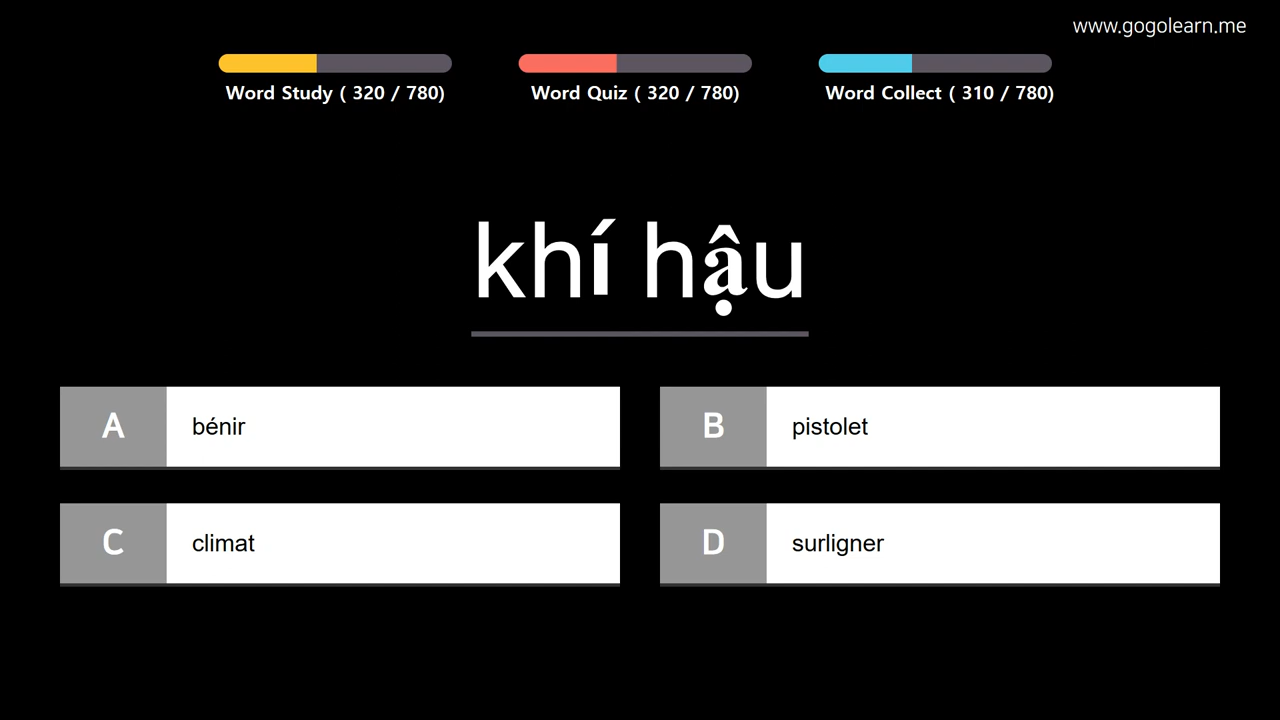 www.gogolearn.me
Word Study ( 320 / 780)
Word Quiz ( 320 / 780)
Word Collect ( 310 / 780)
khí hậu
A bénir
B pistolet
C climat
D surligner